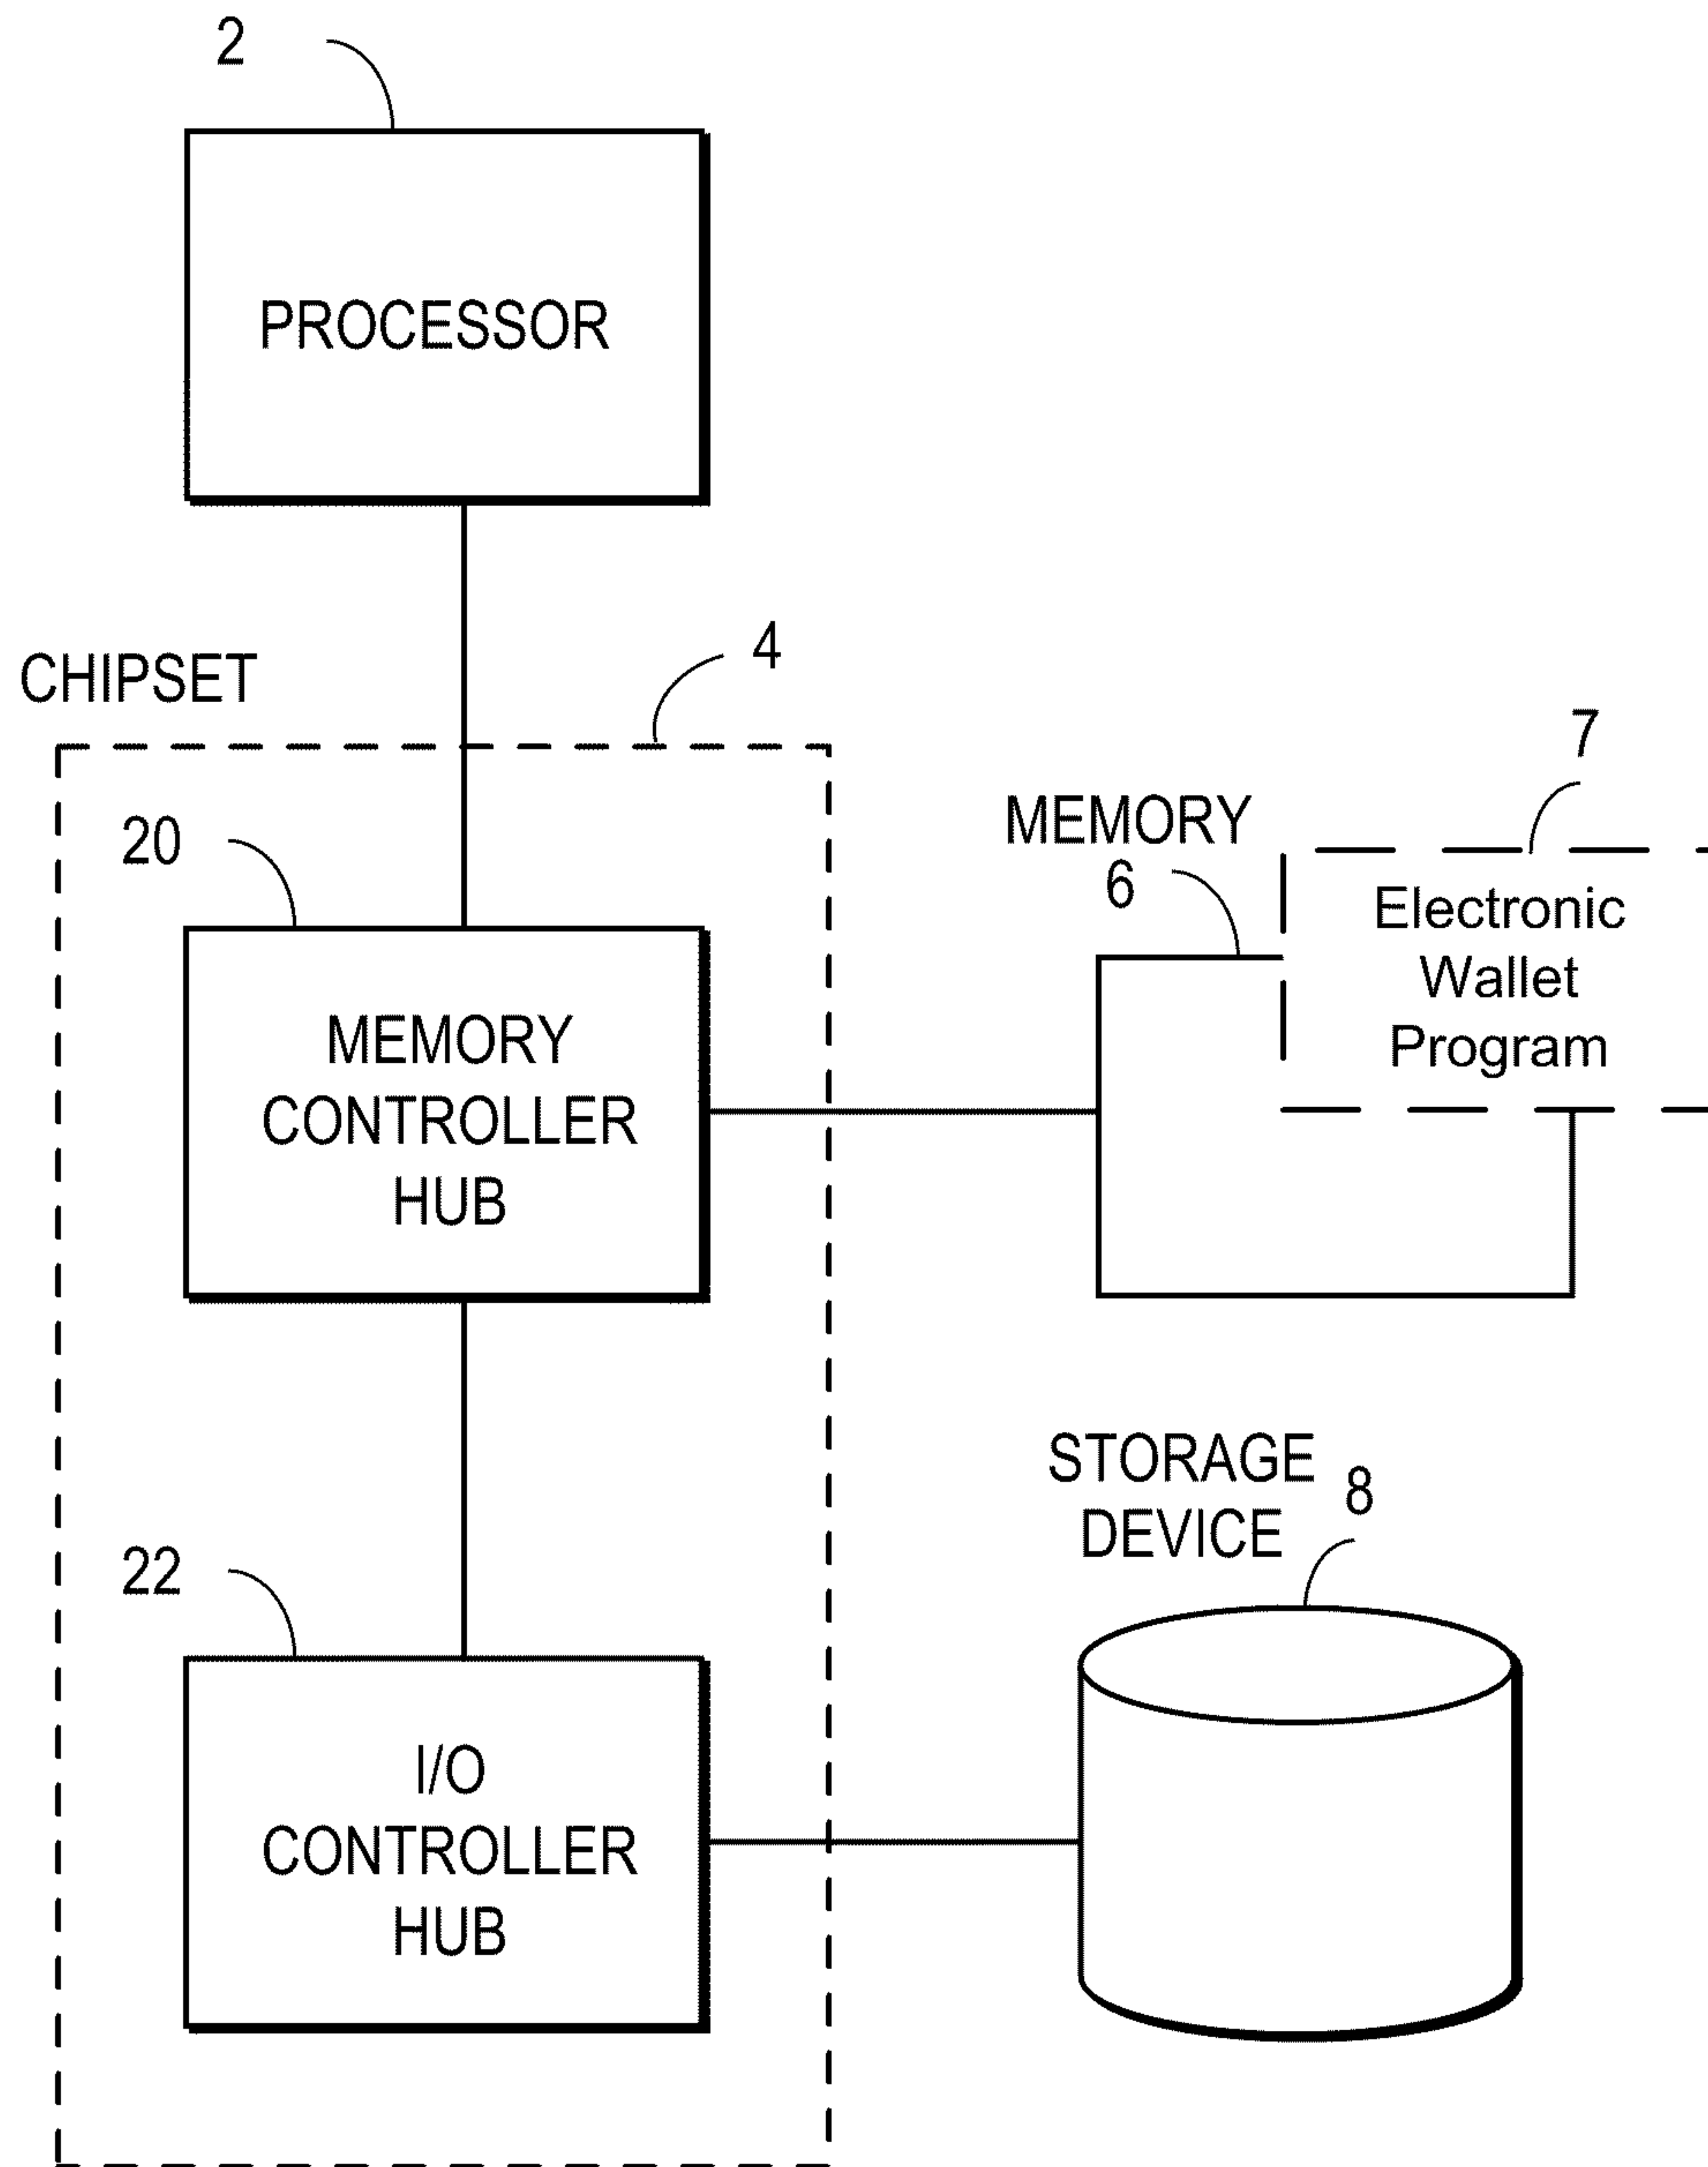 2
PROCESSOR
CHIPSET
4
20
MEMORY
CONTROLLER
HUB
MEMORY
6
7
Electronic
Wallet
Program
22
I/O
CONTROLLER
HUB
STORAGE
DEVICE
8